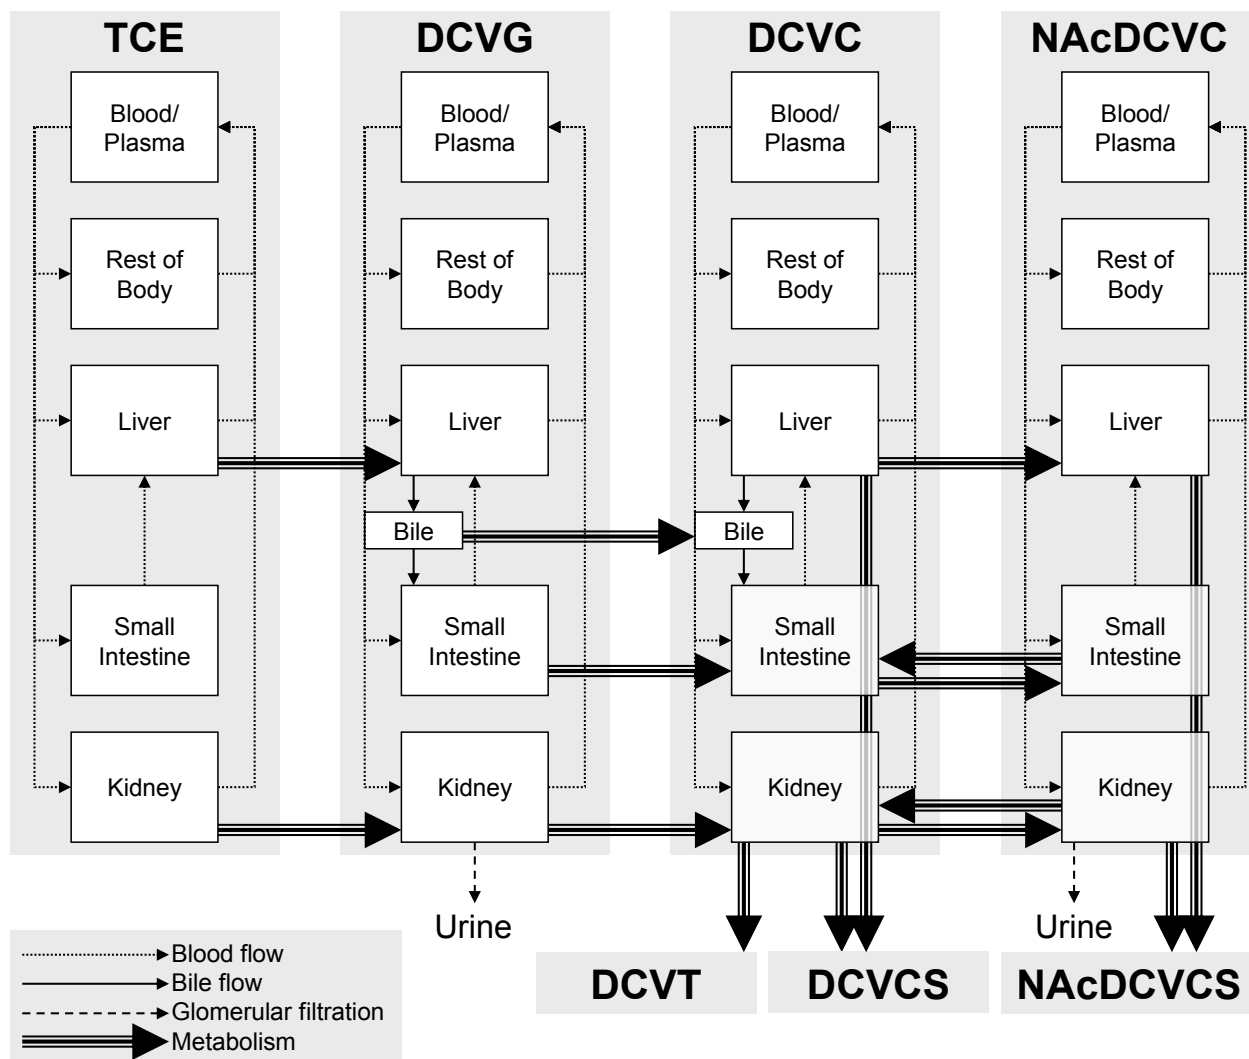 TCE
DCVG
DCVC
NAcDCVC
Blood/
Plasma
Blood/
Plasma
Blood/
Plasma
Blood/
Plasma
Rest of
Body
Rest of
Body
Rest of
Body
Rest of
Body
Liver
Liver
Liver
Liver
Bile
Bile
Small
Intestine
Small
Intestine
Small
Intestine
Small
Intestine
Kidney
Kidney
Kidney
Kidney
Urine
Urine
DCVT
DCVCS
NAcDCVCS
Blood flow
Bile flow
Glomerular filtration
Metabolism